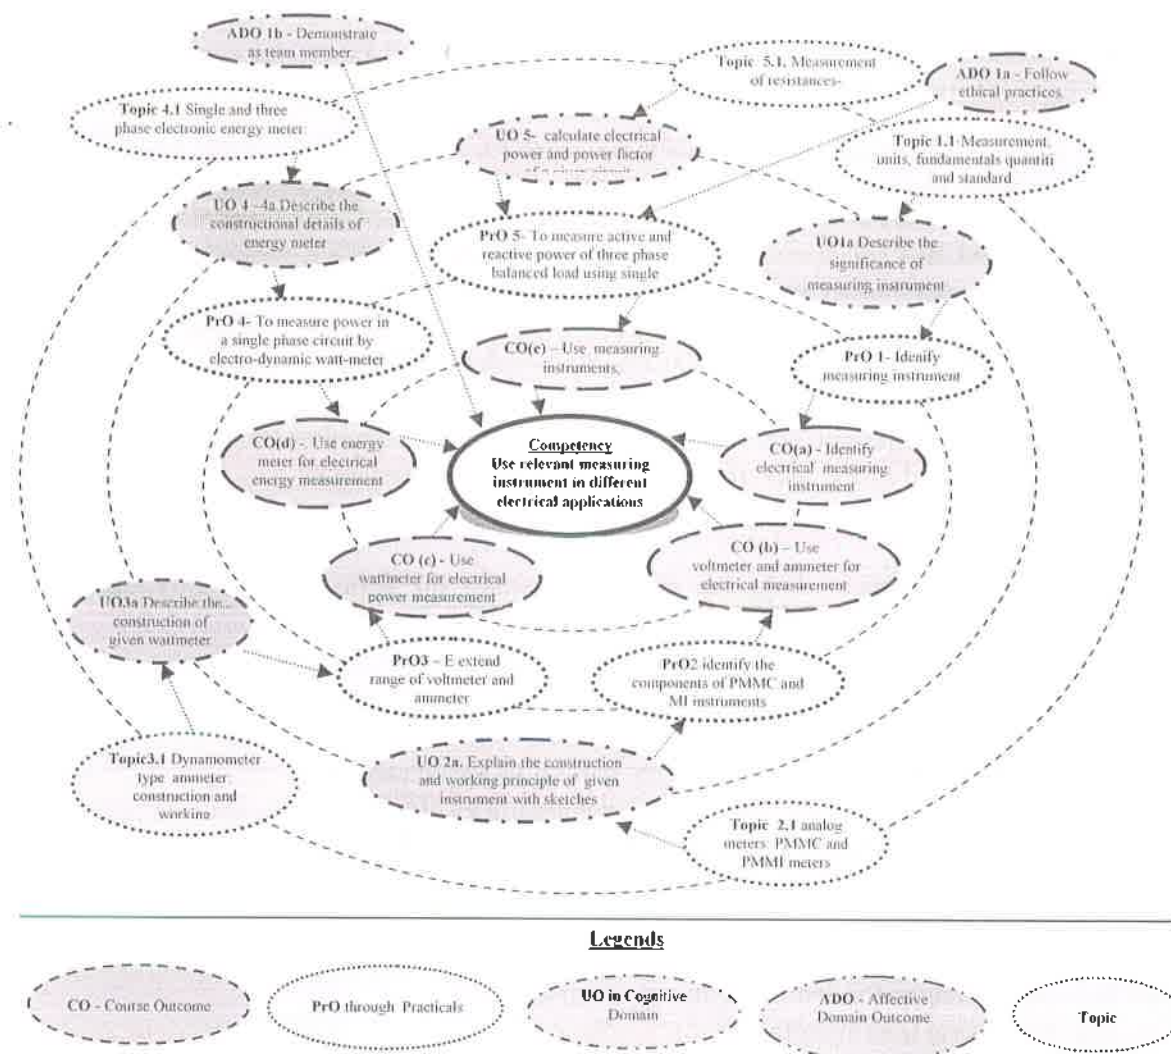 ADO 1b - Demonstrate
as team member
Topic 5.1. Measurement
of resistances-
ADO 1a - Follow
ethical practices
Topic 4.1 Single and three
phase electronic energy meter
UO 5- calculate electrical
power and power factor
Topic 1.1 Measurement,
units, fundamentals quantiti
and standard
UO 4 -4a Describe the
constructional details of
energy meter
PrO 5- To measure active and
reactive power of three phase
balanced load using single
UO1a Describe the
significance of
measuring instrument
PrO 4- To measure power in
a single phase circuit by
electro-dynamic watt-meter
CO(e) – Use measuring
instruments,
PrO 1- Idenify
measuring instrument
CO(d) -. Use energy
meter for electrical
energy measurement
Competency
Use relevant measuring
instrument in different
electrical applications
CO(a) - Identify
electrical measuring
instrument
CO (c) - Use
wattmeter for electrical
power measurement
CO (b) – Use
voltmeter and ammeter for
electrical measurement
UO3a Describe the
construction of
given wattmeter
PrO3 – E extend
range of voltmeter and
ammeter
PrO2 identify the
components of PMMC and
MI instruments
Topic3.1 Dynamometer
type ammeter
construction and
working
UO 2a. Explain the construction
and working principle of given
instrument with sketches
Topic 2.1 analog
meters: PMMC and
PMMI meters
Legends
CO - Course Outcome
PrO through Practicals
UO in Cognitive
Domain
ADO - Affective
Domain Outcome
Topic